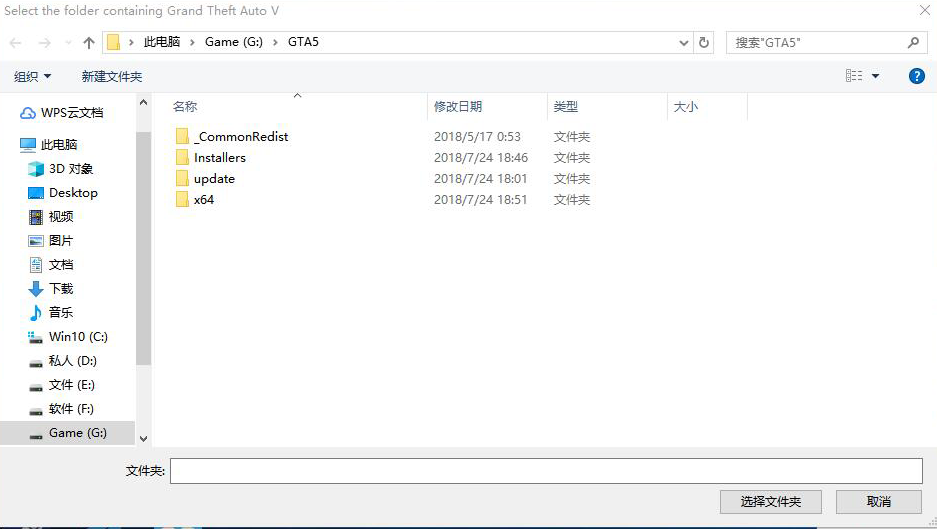 Select the folder containing Grand Theft Auto V
此电脑 Game (G:) GTA5 搜索"GTA5"
组织 新建文件夹
名称 修改日期 类型 大小
_CommonRedist 2018/5/17 0:53 文件夹
Installers 2018/7/24 18:46 文件夹
update 2018/7/24 18:01 文件夹
x64 2018/7/24 18:51 文件夹
WPS云文档
此电脑
3D 对象
Desktop
视频
图片
文档
下载
音乐
Win10 (C:)
私人 (D:)
文件 (E:)
软件 (F:)
Game (G:)
文件夹:
选择文件夹 取消